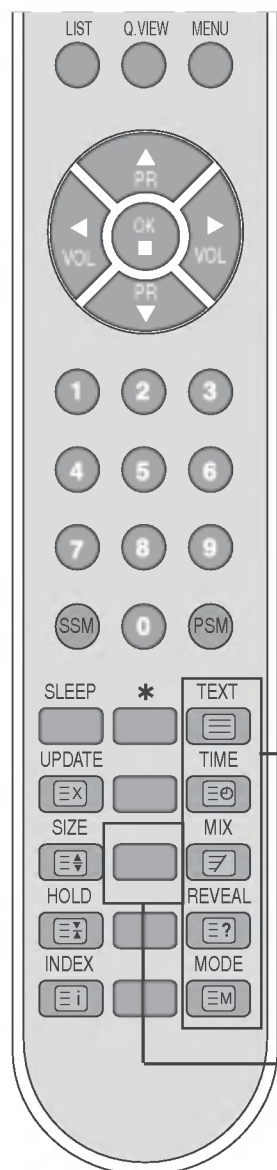 LIST Q.VIEW MENU
PR
OK
VOL VOL
PR
1 2 3
4 5 6
7 8 9
SSM 0 PSM
SLEEP * TEXT
UPDATE TIME
X
SIZE MIX
HOLD REVEAL
?
INDEX MODE
i M